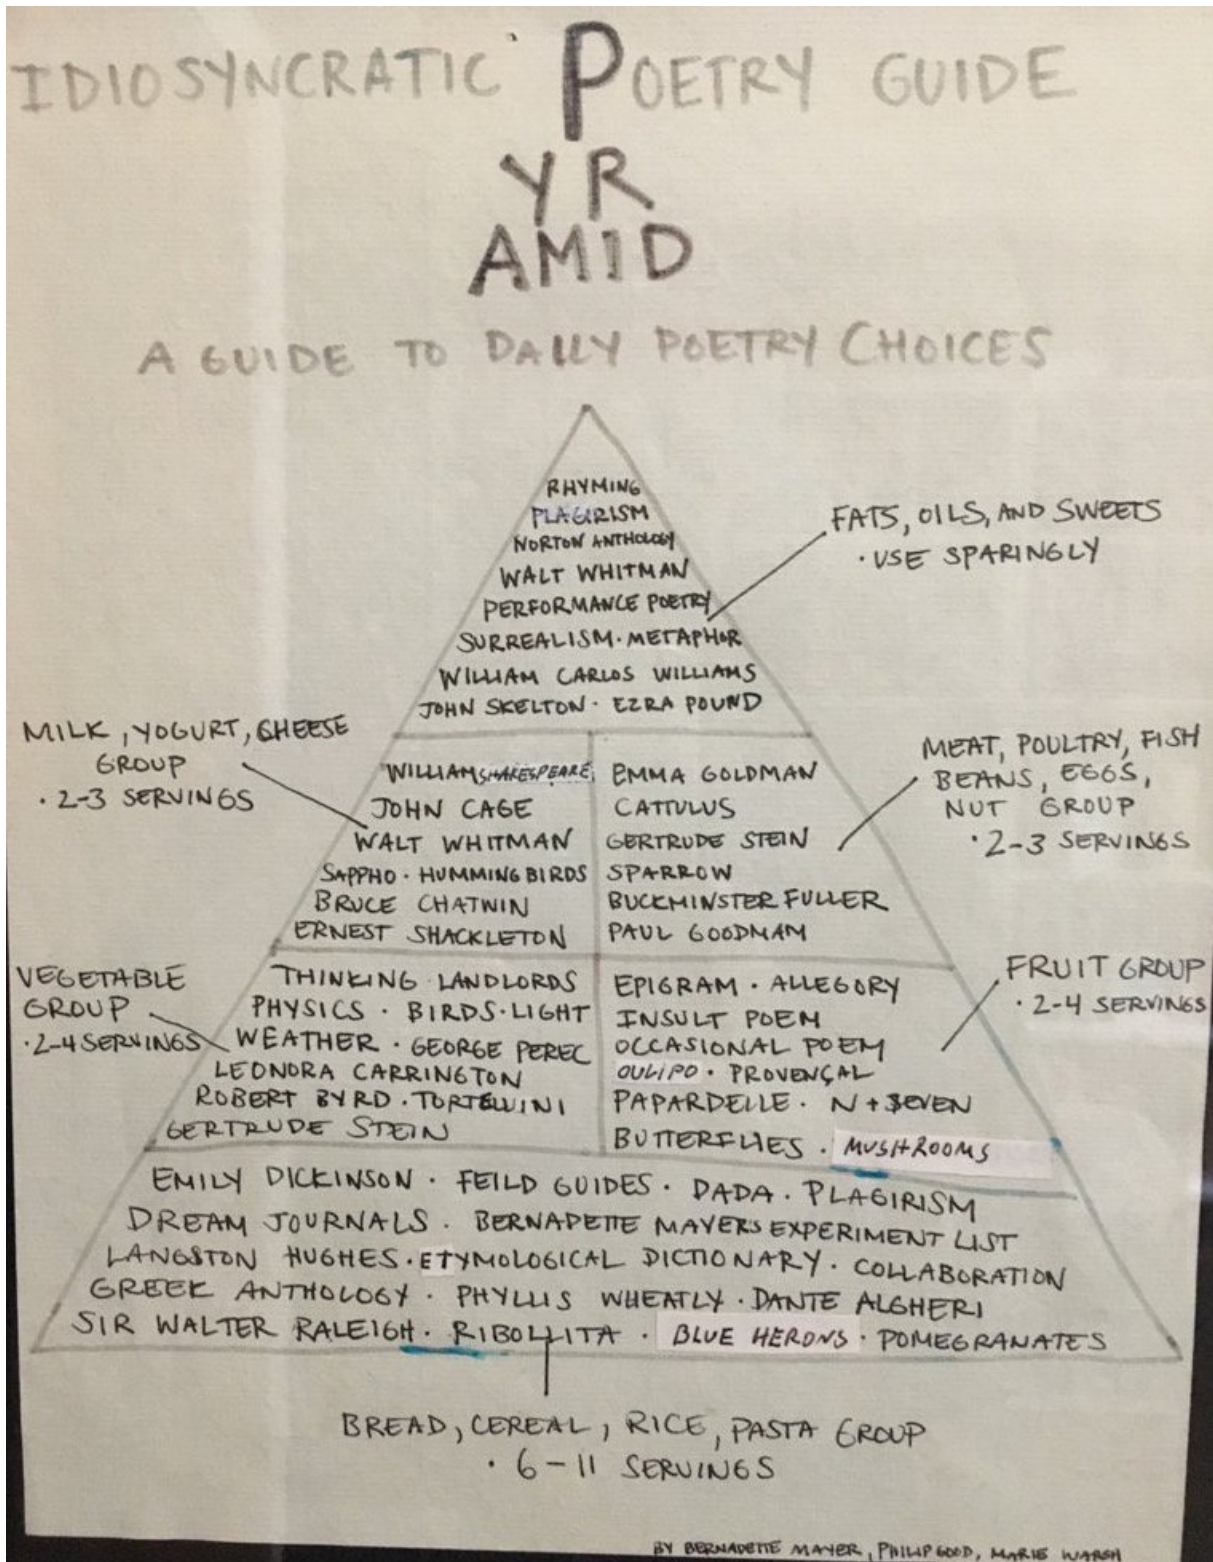 IDIOSYNCRATIC POETRY GUIDE
YR
AMID
A GUIDE TO DAILY POETRY CHOICES
RHYMING
PLAGIRISM
NORTON ANTHOLOGY
WALT WHITMAN
PERFORMANCE POETRY
SURREALISM · METAPHOR
WILLIAM CARLOS WILLIAMS
JOHN SKELTON · EZRA POUND
FATS, OILS, AND SWEETS
· USE SPARINGLY
MILK, YOGURT, CHEESE
GROUP
· 2-3 SERVINGS
WILLIAM SHAKESPEARE
JOHN CAGE
WALT WHITMAN
SAPPHO · HUMMINGBIRDS
BRUCE CHATWIN
ERNEST SHACKLETON
EMMA GOLDMAN
CATTULUS
GERTRUDE STEIN
SPARROW
BUCKMINSTER FULLER
PAUL GOODMAM
MEAT, POULTRY, FISH
BEANS, EGGS,
NUT GROUP
· 2-3 SERVINGS
VEGETABLE
GROUP
· 2-4 SERVINGS
THINKING · LANDLORDS
PHYSICS · BIRDS · LIGHT
WEATHER · GEORGE PEREC
LEONORA CARRINGTON
ROBERT BYRD · TORTELLINI
GERTRUDE STEIN
EPIGRAM · ALLEGORY
INSULT POEM
OCCASIONAL POEM
OULIPO · PROVENÇAL
PAPARDELLE · N + SEVEN
BUTTERFLIES · MUSHROOMS
FRUIT GROUP
· 2-4 SERVINGS
EMILY DICKINSON · FEILD GUIDES · DADA · PLAGIRISM
DREAM JOURNALS · BERNADETTE MAYERS EXPERIMENT LIST
LANGSTON HUGHES · ETYMOLOGICAL DICTIONARY · COLLABORATION
GREEK ANTHOLOGY · PHYLLIS WHEATLY · DANTE ALGHERI
SIR WALTER RALEIGH · RIBOLLITA · BLUE HERONS · POMEGRANATES
BREAD, CEREAL, RICE, PASTA GROUP
· 6-11 SERVINGS
BY BERNADETTE MAYER, PHILIP GOOD, MARIE WARSH